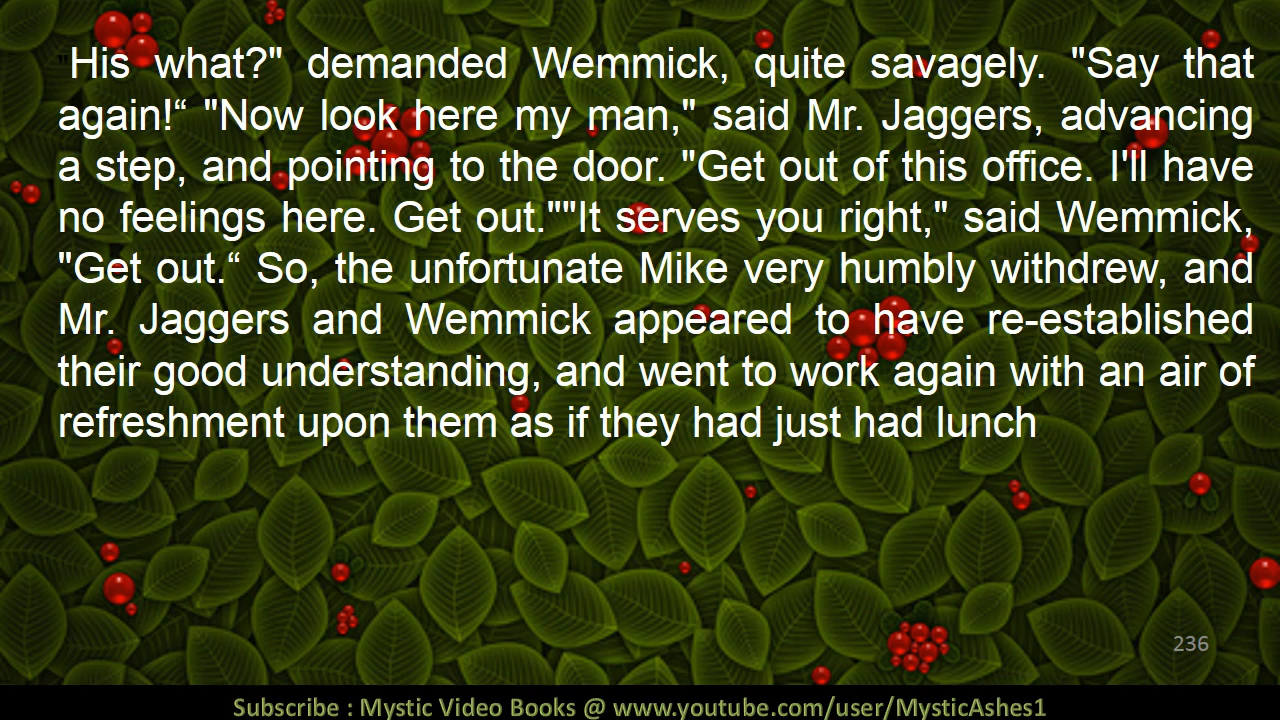 "His what?" demanded Wemmick, quite savagely. "Say that
again!“ "Now look here my man," said Mr. Jaggers, advancing
a step, and pointing to the door. "Get out of this office. I'll have
no feelings here. Get out.""It serves you right," said Wemmick,
"Get out.“ So, the unfortunate Mike very humbly withdrew, and
Mr. Jaggers and Wemmick appeared to have re-established
their good understanding, and went to work again with an air of
refreshment upon them as if they had just had lunch
236
Subscribe : Mystic Video Books @ www.youtube.com/user/MysticAshes1